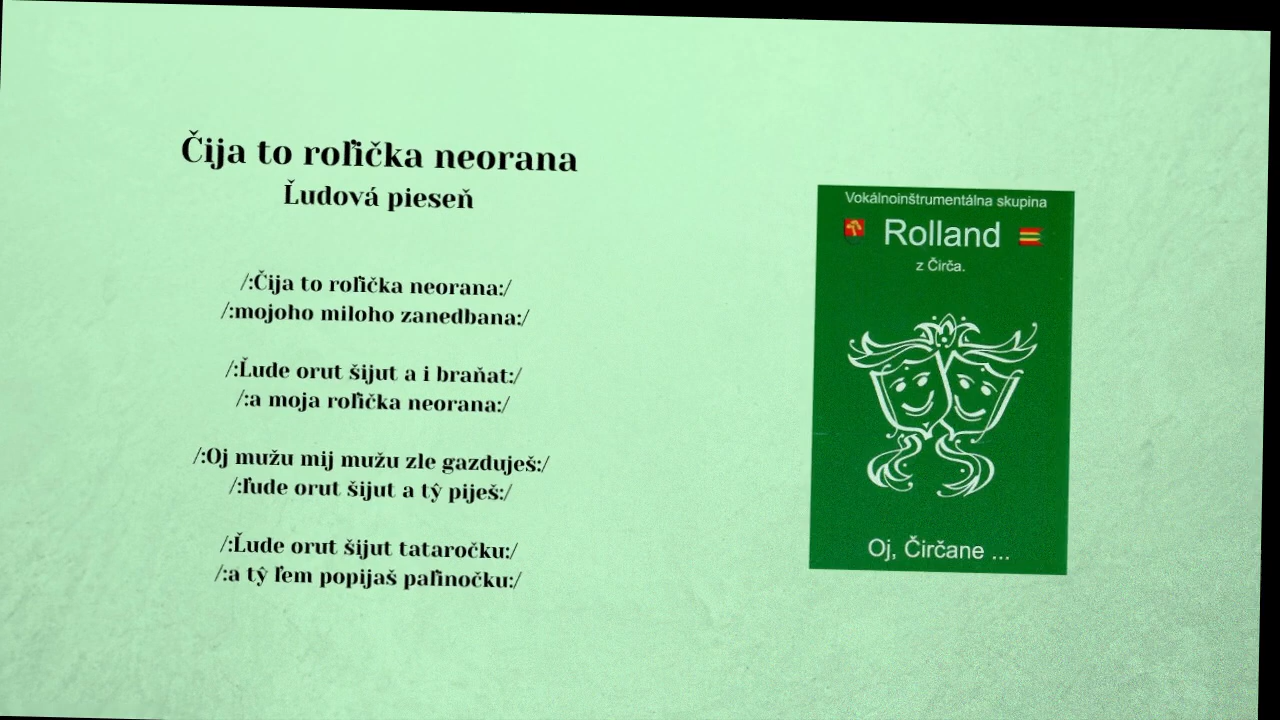 Čija to roľička neorana
Ľudová pieseň
/:Čija to roľička neorana:/
/:mojoho miloho zanedbana:/
/:Ľude orut šijut a i braňat:/
/:a moja roľička neorana:/
/:Oj mužu mij mužu zle gazduješ:/
/:ľude orut šijut a tŷ piješ:/
/:Ľude orut šijut tataročku:/
/:a tŷ ľem popijaš paľinočku:/
Vokálnoinštrumentálna skupina
Rolland
z Čirča.
Oj, Čirčane ...